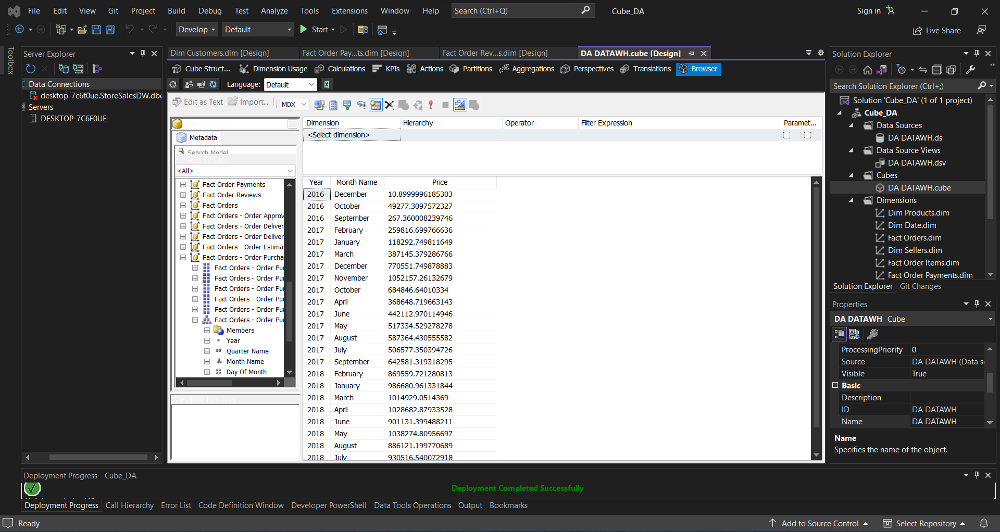 File Edit View Git Project Build Debug Test Analyze Tools Extensions Window Help Search (Ctrl+Q) Cube_DA Sign in
Develop Default Start Live Share
Toolbox
Server Explorer
Data Connections
desktop-7c6f0ue.StoreSalesDW.dbo
Servers
DESKTOP-7C6F0UE
Dim Customers.dim [Design] Fact Order Pay...ts.dim [Design] Fact Order Rev...s.dim [Design] DA DATAWH.cube [Design]
Cube Struct... Dimension Usage Calculations KPIs Actions Partitions Aggregations Perspectives Translations Browser
Language: Default
Edit as Text Import... MDX
Metadata
Search Model
Measure Group:
<All>
Fact Order Payments
Fact Order Reviews
Fact Orders
Fact Orders - Order Approv
Fact Orders - Order Deliver
Fact Orders - Order Deliver
Fact Orders - Order Estima
Fact Orders - Order Purcha
Fact Orders - Order Pu
Fact Orders - Order Pu
Fact Orders - Order Pu
Fact Orders - Order Pu
Fact Orders - Order Pu
Fact Orders - Order Pu
Members
Year
Quarter Name
Month Name
Day Of Month
Calculated Members
Dimension Hierarchy Operator Filter Expression Paramet...
<Select dimension>
Year Month Name Price
2016 December 10.8999996185303
2016 October 49277.3097572327
2016 September 267.360008239746
2017 February 259816.699766636
2017 January 118292.749811649
2017 March 387145.379286766
2017 December 770551.749878883
2017 November 1052157.26132679
2017 October 684846.64010334
2017 April 368648.719663143
2017 June 442112.970114946
2017 May 517334.529278278
2017 August 587364.430555582
2017 July 506577.350394726
2017 September 642581.319318295
2018 February 869559.721280813
2018 January 986680.961331844
2018 March 1014929.0514369
2018 April 1028682.87933528
2018 June 901131.399488211
2018 May 1038274.80956697
2018 August 886121.199770689
2018 July 930516.540072918
Solution Explorer
Search Solution Explorer (Ctrl+;)
Solution 'Cube_DA' (1 of 1 project)
Cube_DA
Data Sources
DA DATAWH.ds
Data Source Views
DA DATAWH.dsv
Cubes
DA DATAWH.cube
Dimensions
Dim Products.dim
Dim Date.dim
Fact Orders.dim
Dim Sellers.dim
Fact Order Items.dim
Fact Order Payments.dim
Solution Explorer Git Changes
Properties
DA DATAWH Cube
ProcessingPriority 0
Source DA DATAWH (Data s
Visible True
Basic
Description
ID DA DATAWH
Name DA DATAWH
Name
Specifies the name of the object.
Deployment Progress - Cube_DA
Deployment Completed Successfully
Deployment Progress Call Hierarchy Error List Code Definition Window Developer PowerShell Data Tools Operations Output Bookmarks
Ready Add to Source Control Select Repository